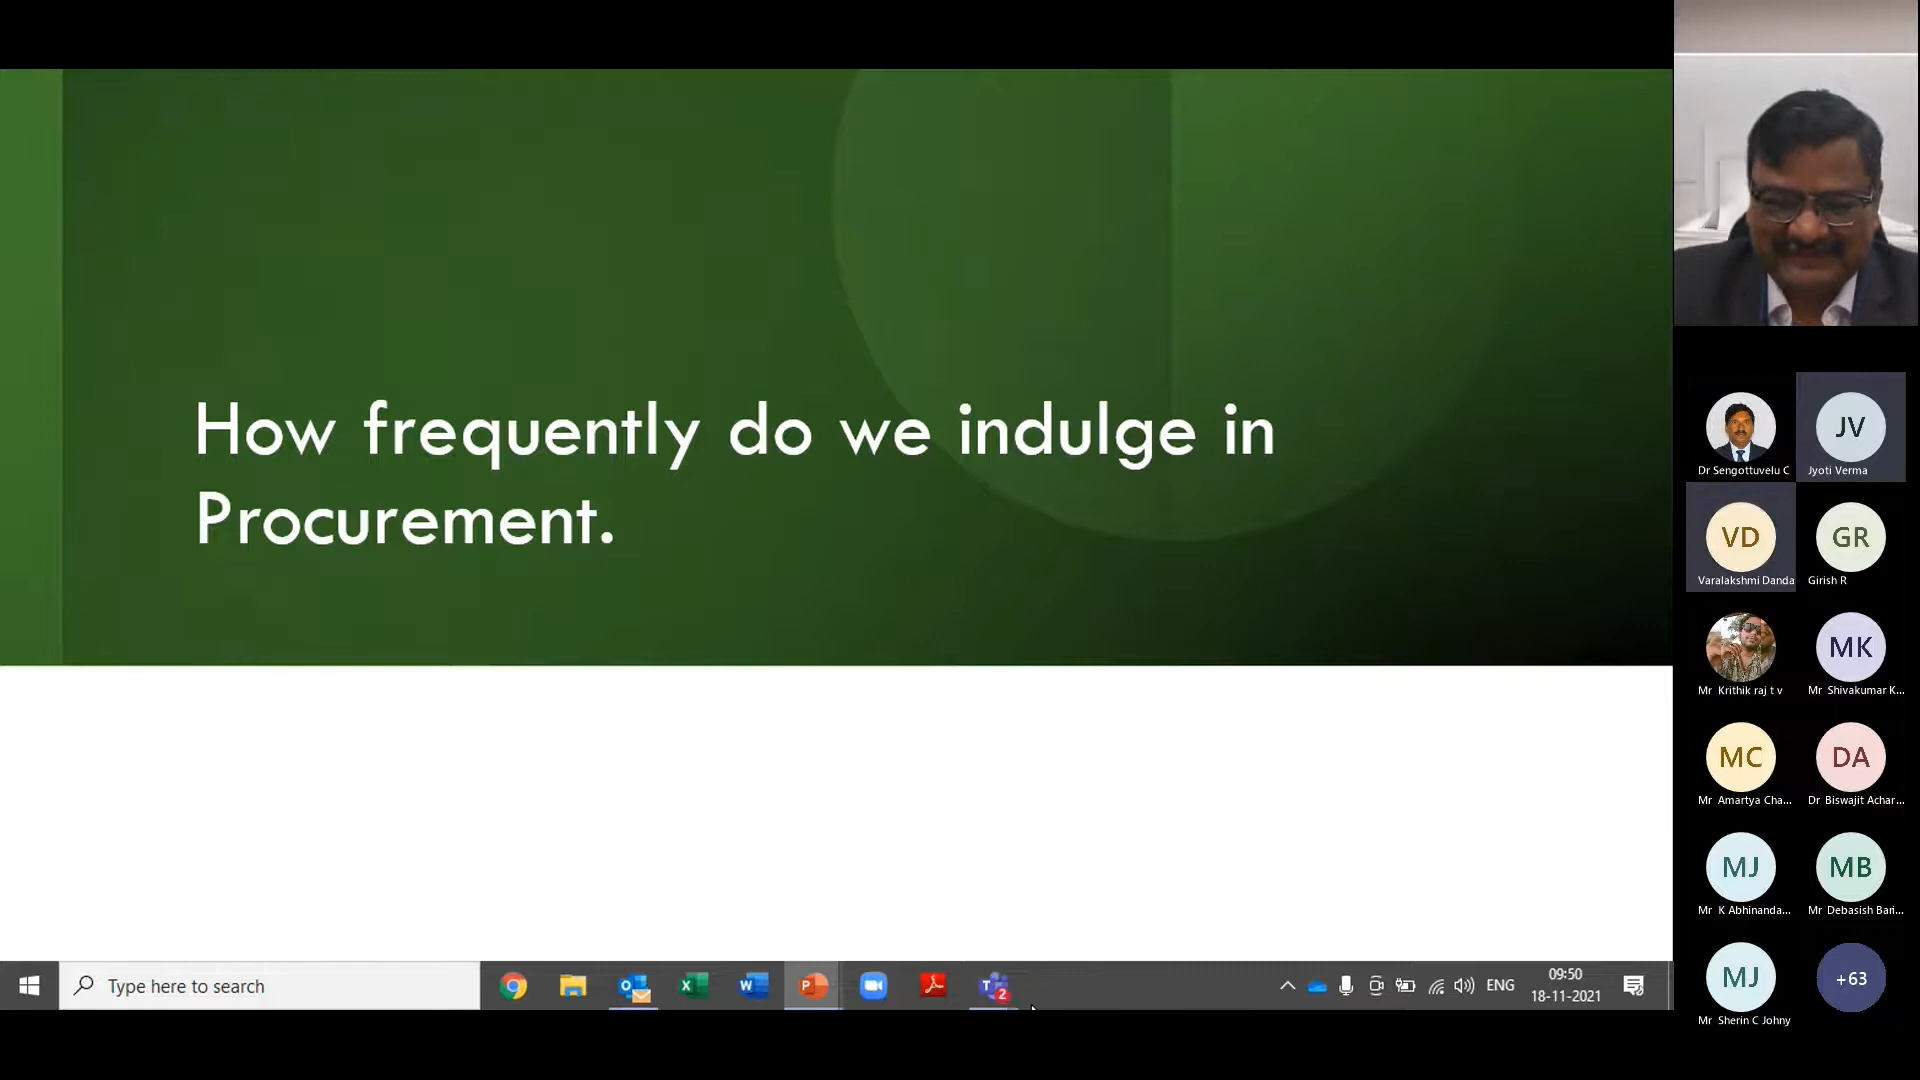 How frequently do we indulge in
Procurement.
Dr Sengottuvelu C
JV
Jyoti Verma
VD
Varalakshmi Danda
GR
Girish R
Mr Krithik raj t v
MK
Mr Shivakumar K...
MC
Mr Amartya Cha...
DA
Dr Biswajit Achar...
MJ
Mr K Abhinanda...
MB
Mr Debasish Bari...
MJ
Mr Sherin C Johny
+63
Type here to search
ENG
09:50
18-11-2021
2